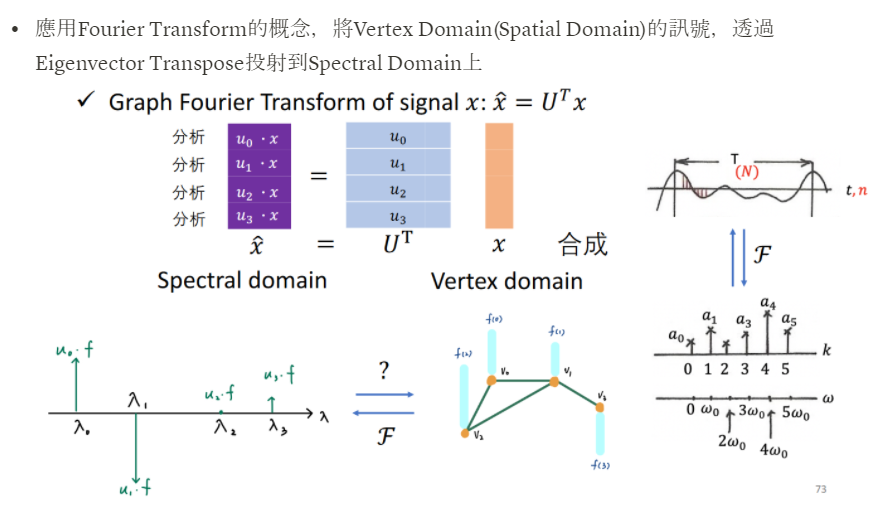 • 應用Fourier Transform的概念，將Vertex Domain(Spatial Domain)的訊號，透過
Eigenvector Transpose投射到Spectral Domain上
✓ Graph Fourier Transform of signal x: x̂ = Uᵀx
分析 u₀ · x = u₀
分析 u₁ · x u₁
分析 u₂ · x u₂
分析 u₃ · x u₃
x̂ = Uᵀ x 合成
Spectral domain Vertex domain
T
(N)
t,n
ℱ
a₀ a₁ a₃ a₄ a₅
k
0 1 2 3 4 5
ω
0 ω₀ 3ω₀ 5ω₀
2ω₀ 4ω₀
u₀·f
λ₀
λ₁
u₁·f
u₂·f
λ₂
u₃·f
λ₃
λ
?
ℱ
f(0)
f(1)
f(2)
v₀
v₁
v₂
v₃
f(3)
73